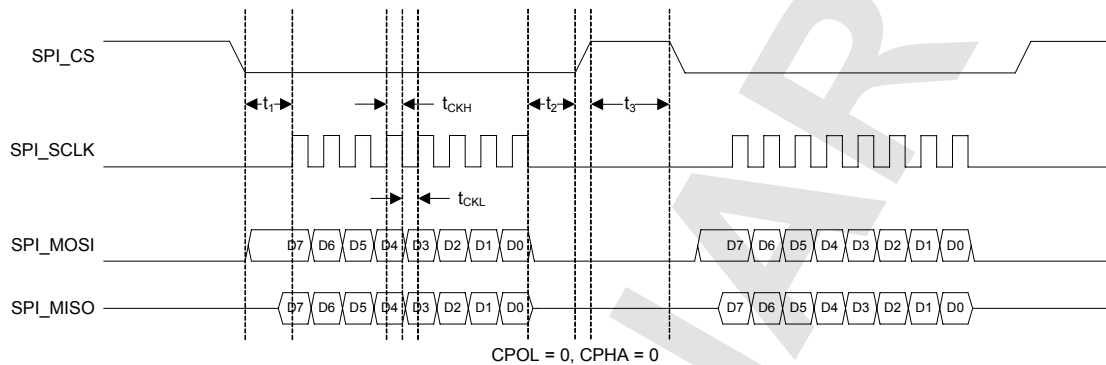 SPI_CS
t1 tCKH t2 t3
SPI_SCLK
tCKL
SPI_MOSI D7 D6 D5 D4 D3 D2 D1 D0 D7 D6 D5 D4 D3 D2 D1 D0
SPI_MISO D7 D6 D5 D4 D3 D2 D1 D0 D7 D6 D5 D4 D3 D2 D1 D0
CPOL = 0, CPHA = 0
IAR